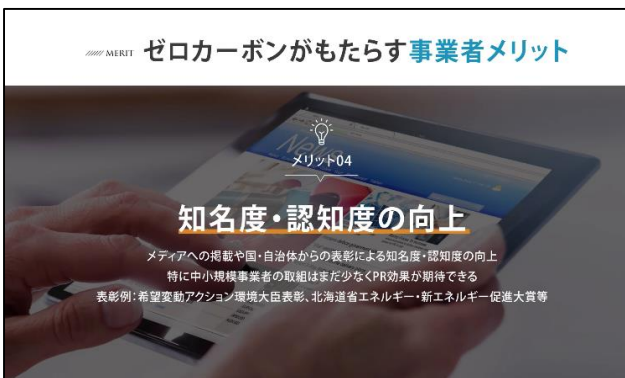 MERIT ゼロカーボンがもたらす事業者メリット
News
メリット04
知名度・認知度の向上
メディアへの掲載や国・自治体からの表彰による知名度・認知度の向上
特に中小規模事業者の取組はまだ少なくPR効果が期待できる
表彰例：希望変動アクション環境大臣表彰、北海道省エネルギー・新エネルギー促進大賞等